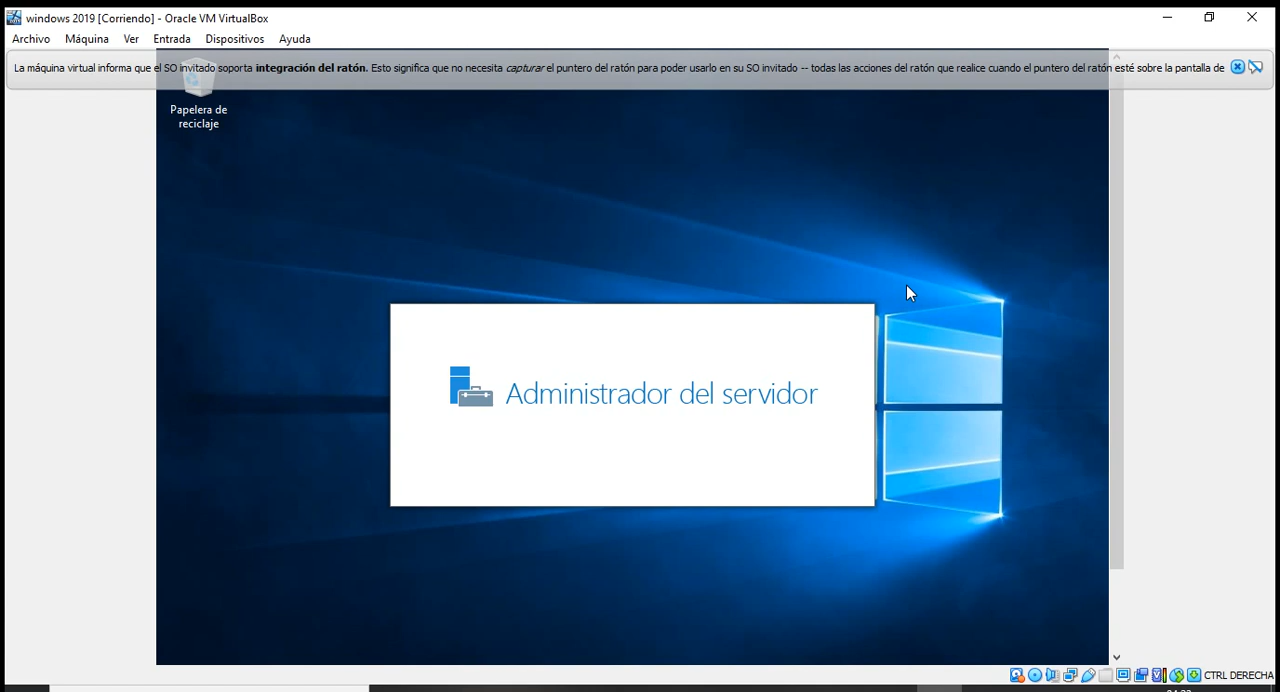 windows 2019 [Corriendo] - Oracle VM VirtualBox
Archivo Máquina Ver Entrada Dispositivos Ayuda
La máquina virtual informa que el SO invitado soporta integración del ratón. Esto significa que no necesita capturar el puntero del ratón para poder usarlo en su SO invitado -- todas las acciones del ratón que realice cuando el puntero del ratón esté sobre la pantalla de
Papelera de
reciclaje
Administrador del servidor
CTRL DERECHA